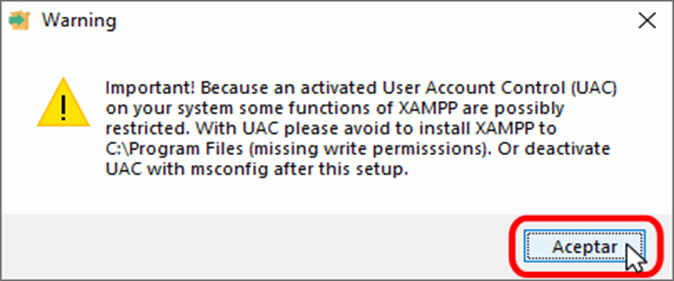 Warning
Important! Because an activated User Account Control (UAC)
on your system some functions of XAMPP are possibly
restricted. With UAC please avoid to install XAMPP to
C:\Program Files (missing write permisssions). Or deactivate
UAC with msconfig after this setup.
Aceptar